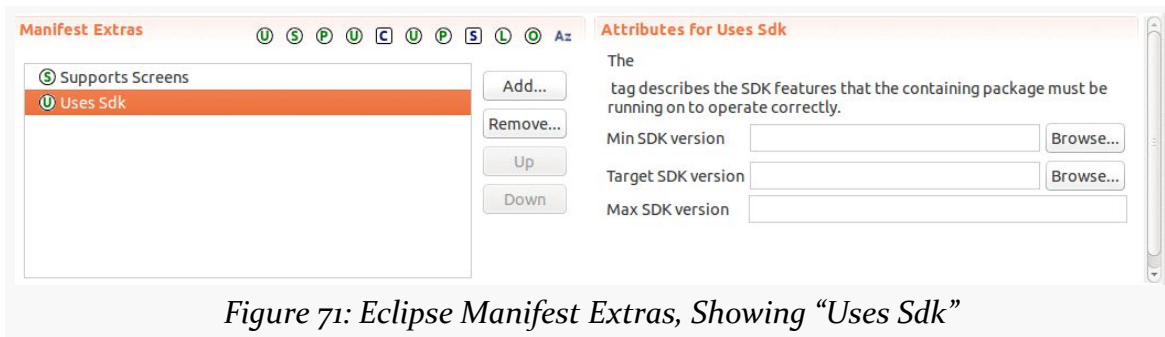 Manifest Extras
U S P U C U P S L O Az
S Supports Screens
U Uses Sdk
Add...
Remove...
Up
Down
Attributes for Uses Sdk
The
tag describes the SDK features that the containing package must be
running on to operate correctly.
Min SDK version
Browse...
Target SDK version
Browse...
Max SDK version
Figure 71: Eclipse Manifest Extras, Showing “Uses Sdk”